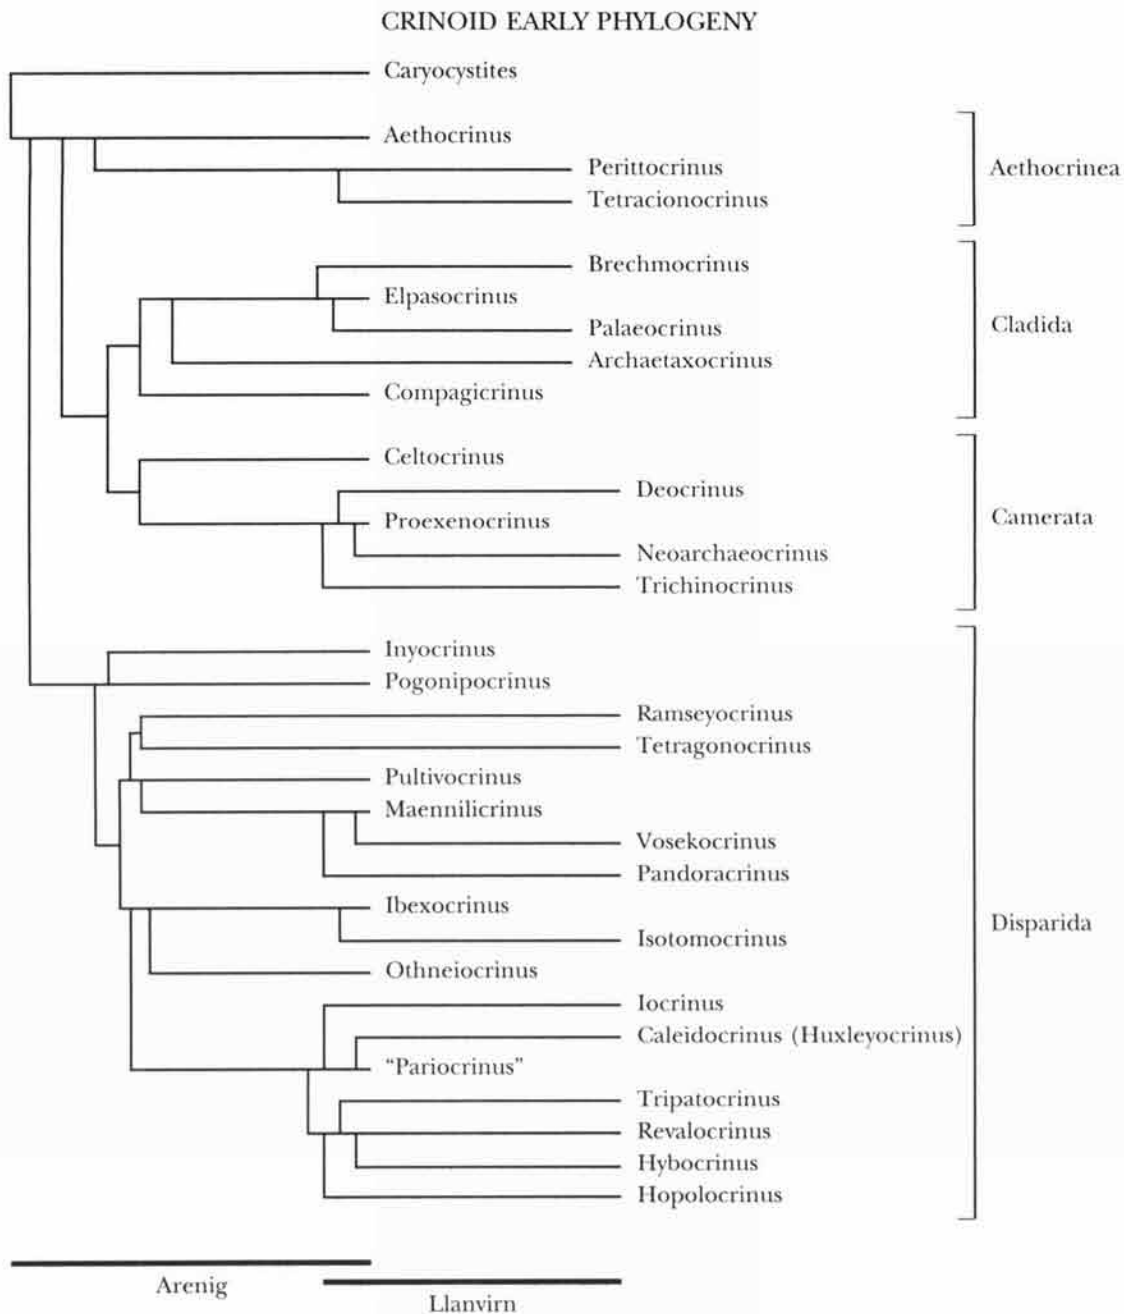 CRINOID EARLY PHYLOGENY
Caryocystites
Aethocrinus
Perittocrinus
Tetracionocrinus
Aethocrinea
Brechmocrinus
Elpasocrinus
Palaeocrinus
Archaetaxocrinus
Compagicrinus
Cladida
Celtocrinus
Deocrinus
Proexenocrinus
Neoarchaeocrinus
Trichinocrinus
Camerata
Inyocrinus
Pogonipocrinus
Ramseyocrinus
Tetragonocrinus
Pultivocrinus
Maennilicrinus
Vosekocrinus
Pandoracrinus
Ibexocrinus
Isotomocrinus
Othneiocrinus
Iocrinus
Caleidocrinus (Huxleyocrinus)
“Pariocrinus”
Tripatocrinus
Revalocrinus
Hybocrinus
Hopolocrinus
Disparida
Arenig
Llanvirn